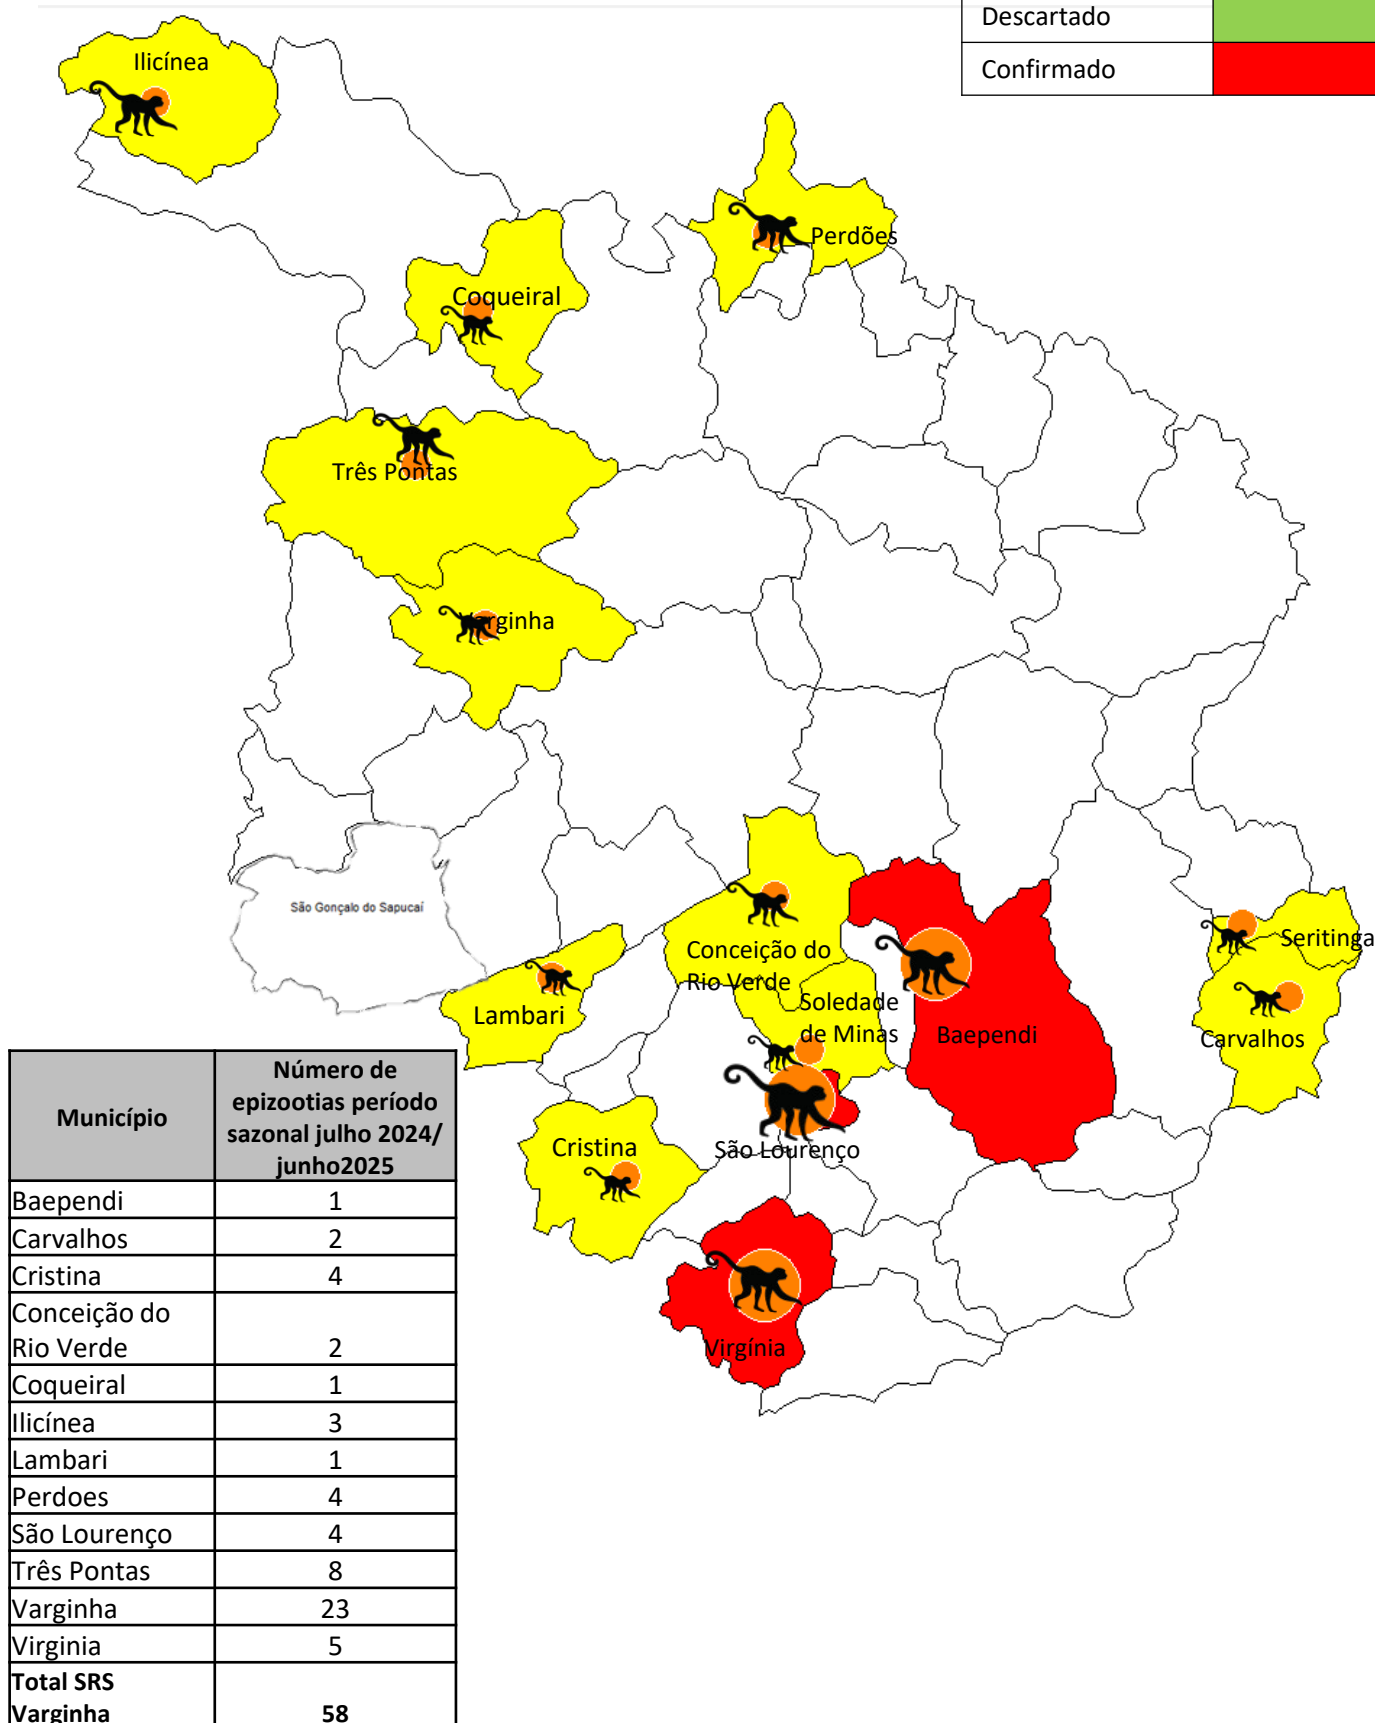 Descartado
Confirmado
Ilicínea
Perdões
Coqueiral
Três Pontas
Varginha
São Gonçalo do Sapucaí
Conceição do
Rio Verde
Soledade
de Minas
Baependi
Seritinga
Carvalhos
Lambari
São Lourenço
Cristina
Virgínia
Município
Número de
epizootias período
sazonal julho 2024/
junho2025
Baependi 1
Carvalhos 2
Cristina 4
Conceição do
Rio Verde 2
Coqueiral 1
Ilicínea 3
Lambari 1
Perdoes 4
São Lourenço 4
Três Pontas 8
Varginha 23
Virginia 5
Total SRS
Varginha 58